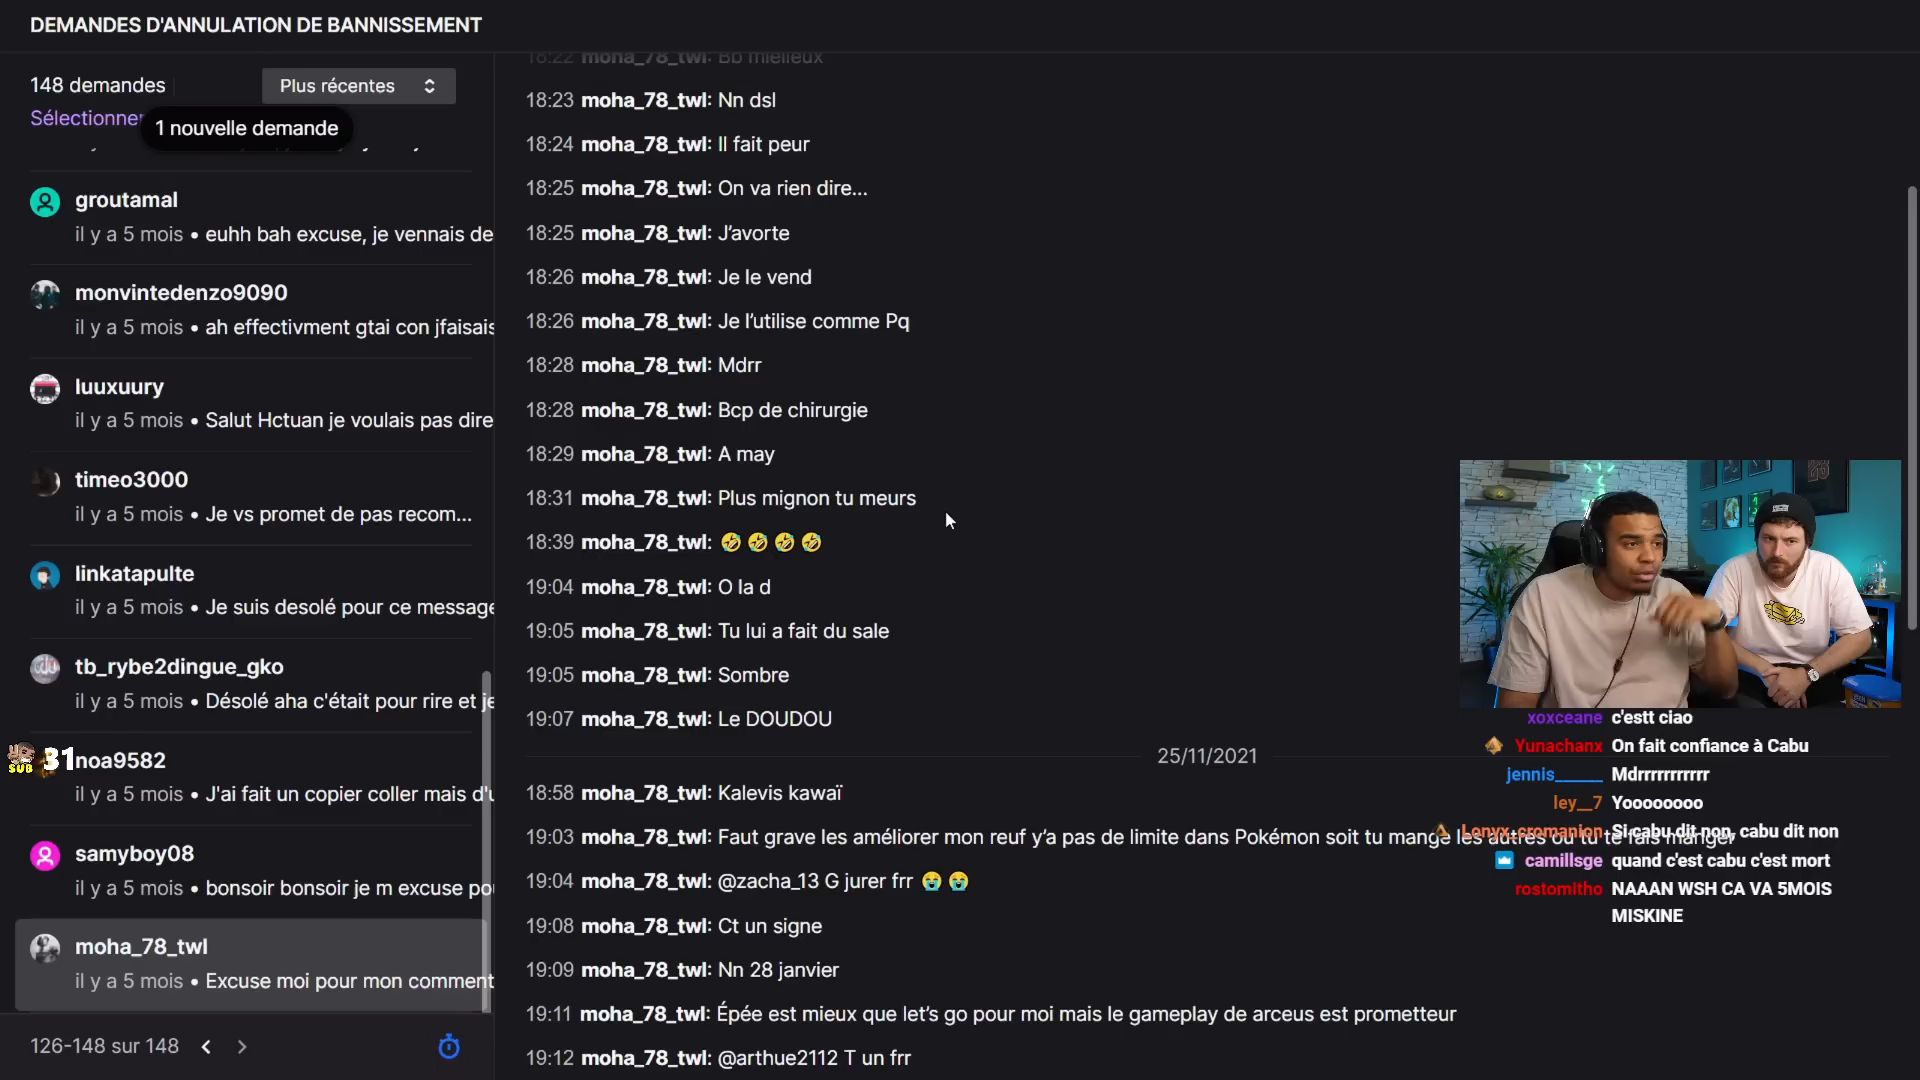 DEMANDES D'ANNULATION DE BANNISSEMENT
148 demandes
Plus récentes
Sélectionner
1 nouvelle demande
groutamal
il y a 5 mois • euhh bah excuse, je vennais de
monvintedenzo9090
il y a 5 mois • ah effectivment gtai con jfaisais
luuxuury
il y a 5 mois • Salut Hctuan je voulais pas dire
timeo3000
il y a 5 mois • Je vs promet de pas recom...
linkatapulte
il y a 5 mois • Je suis desolé pour ce message
tb_rybe2dingue_gko
il y a 5 mois • Désolé aha c'était pour rire et je
SUB 31
noa9582
il y a 5 mois • J'ai fait un copier coller mais d'u
samyboy08
il y a 5 mois • bonsoir bonsoir je m excuse pou
moha_78_twl
il y a 5 mois • Excuse moi pour mon comment
126-148 sur 148
18:22 moha_78_twl: Bb mielleux
18:23 moha_78_twl: Nn dsl
18:24 moha_78_twl: Il fait peur
18:25 moha_78_twl: On va rien dire...
18:25 moha_78_twl: J'avorte
18:26 moha_78_twl: Je le vend
18:26 moha_78_twl: Je l'utilise comme Pq
18:28 moha_78_twl: Mdrr
18:28 moha_78_twl: Bcp de chirurgie
18:29 moha_78_twl: A may
18:31 moha_78_twl: Plus mignon tu meurs
18:39 moha_78_twl: 🤣 🤣 🤣 🤣
19:04 moha_78_twl: O la d
19:05 moha_78_twl: Tu lui a fait du sale
19:05 moha_78_twl: Sombre
19:07 moha_78_twl: Le DOUDOU
25/11/2021
18:58 moha_78_twl: Kalevis kawaï
19:03 moha_78_twl: Faut grave les améliorer mon reuf y'a pas de limite dans Pokémon soit tu mange les autres ou tu te fais manger
19:04 moha_78_twl: @zacha_13 G jurer frr 😭 😭
19:08 moha_78_twl: Ct un signe
19:09 moha_78_twl: Nn 28 janvier
19:11 moha_78_twl: Épée est mieux que let's go pour moi mais le gameplay de arceus est prometteur
19:12 moha_78_twl: @arthue2112 T un frr
xoxceane c'estt ciao
Yunachanx On fait confiance à Cabu
jennis______ Mdrrrrrrrrrrr
ley__7 Yoooooooo
Lonyx_cromanion Si cabu dit non, cabu dit non
camillsge quand c'est cabu c'est mort
rostomitho NAAAN WSH CA VA 5MOIS
MISKINE